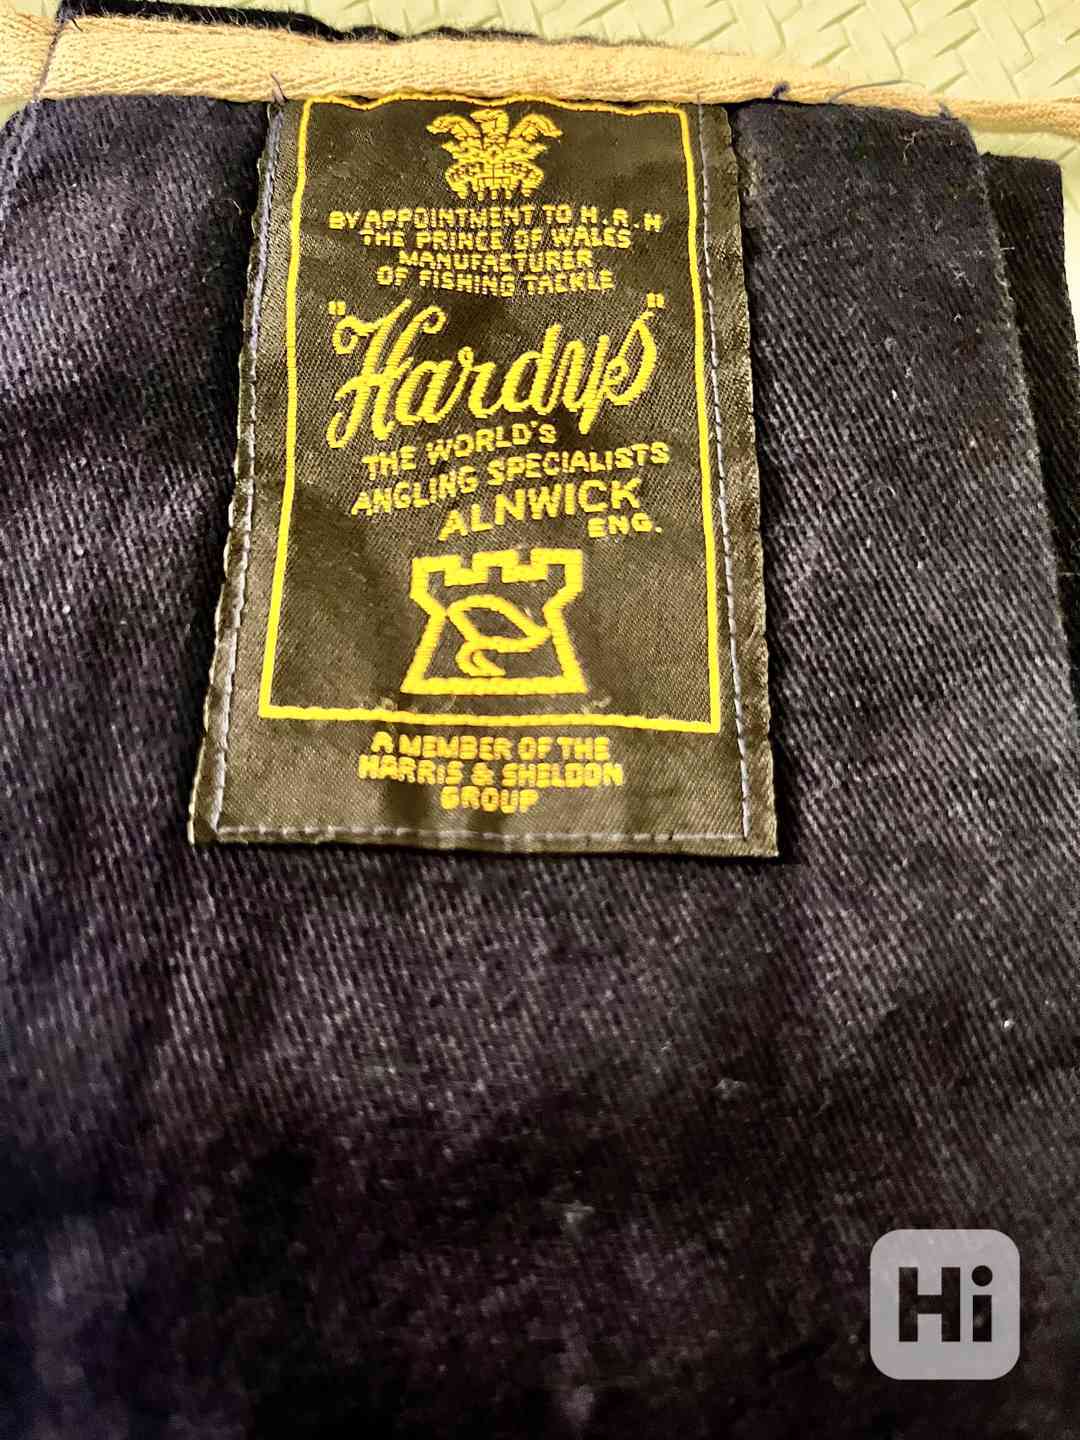 BY APPOINTMENT TO H.R.H
THE PRINCE OF WALES
MANUFACTURER
OF FISHING TACKLE
"Hardys"
THE WORLD'S
ANGLING SPECIALISTS
ALNWICK
ENG.
A MEMBER OF THE
HARRIS & SHELDON
GROUP
Hi